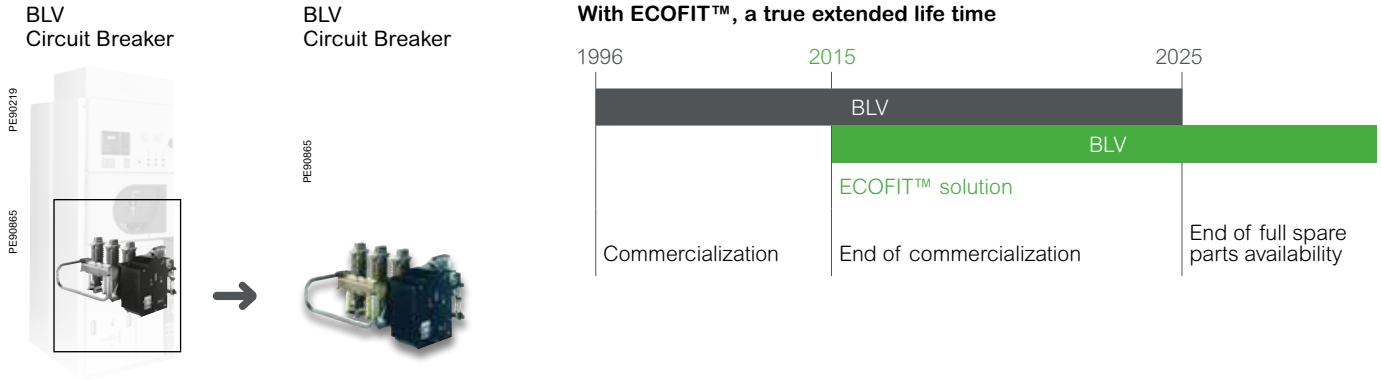 BLV
Circuit Breaker
PE90219
PE90865
BLV
Circuit Breaker
PE90865
With ECOFIT™, a true extended life time
1996
2015
2025
BLV
BLV
ECOFIT™ solution
Commercialization
End of commercialization
End of full spare
parts availability